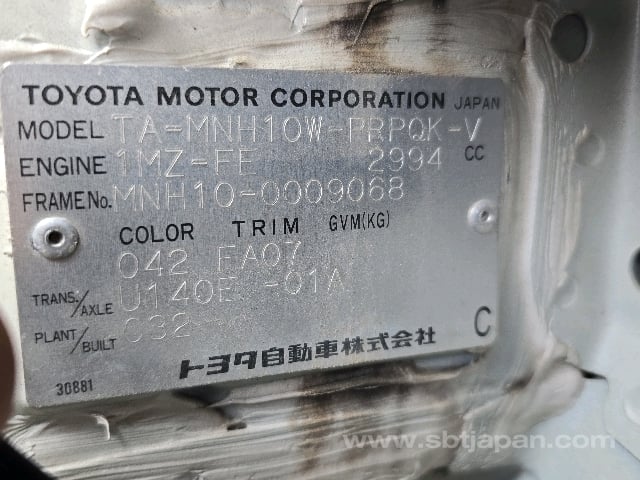 TOYOTA MOTOR CORPORATION JAPAN
MODEL TA-MNH10W-PRPQK-V
ENGINE 1MZ-FE 2994 CC
FRAME No. MNH10-0009068
COLOR TRIM GVM(KG)
042 FA07
TRANS./AXLE U140F -01A
PLANT/BUILT C32 C
トヨタ自動車株式会社
30881
www.sbtjapan.com